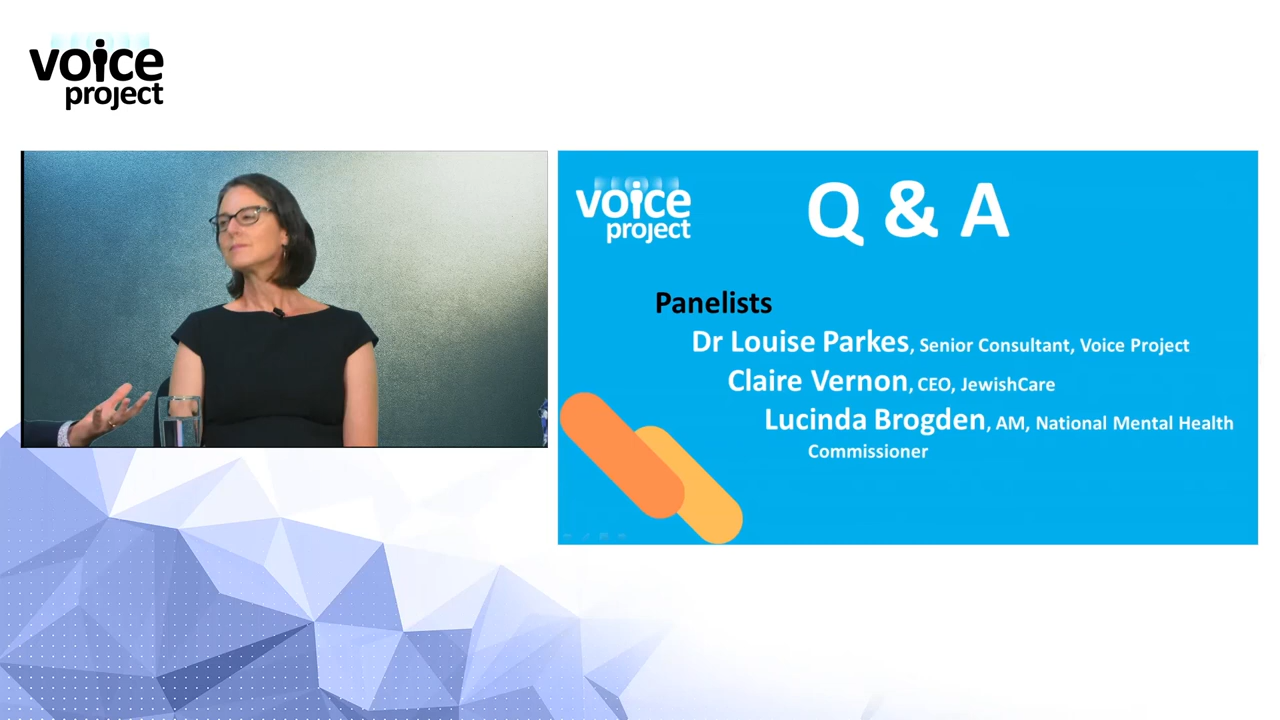 voice
project
voice
project
Q & A
Panelists
Dr Louise Parkes, Senior Consultant, Voice Project
Claire Vernon, CEO, JewishCare
Lucinda Brogden, AM, National Mental Health
Commissioner